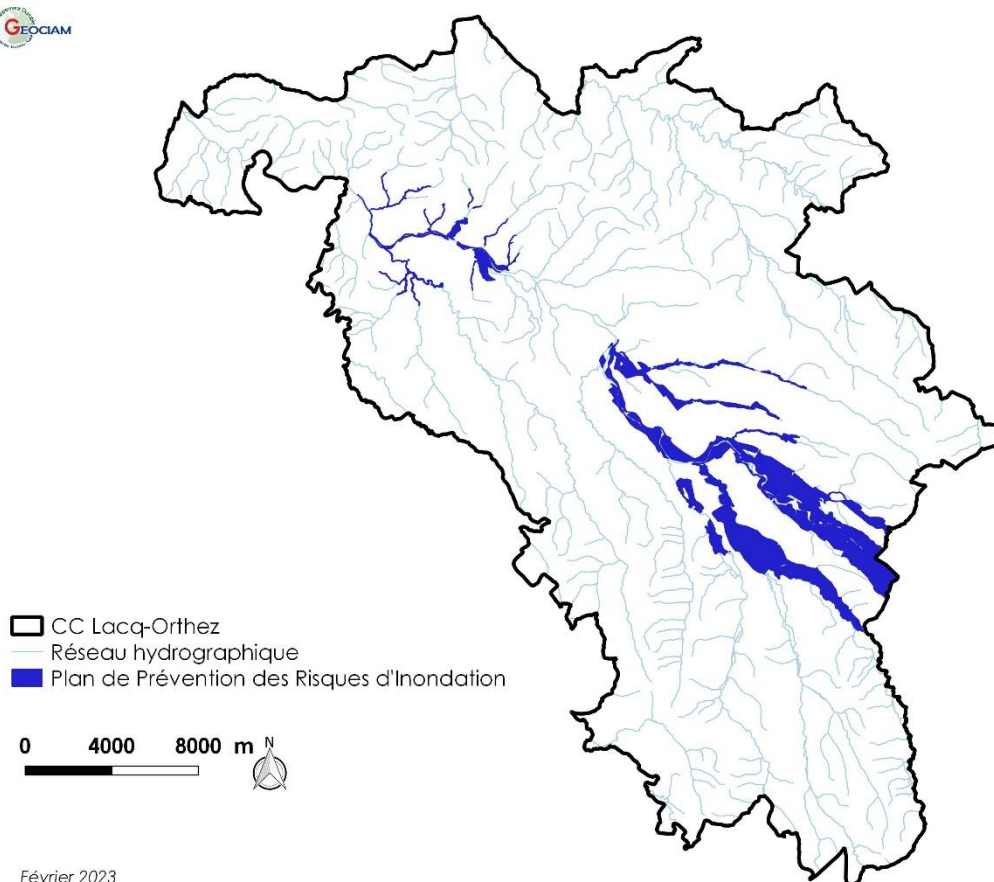 GEOCIAM
CC Lacq-Orthez
Réseau hydrographique
Plan de Prévention des Risques d'Inondation
0 4000 8000 m N
Février 2023